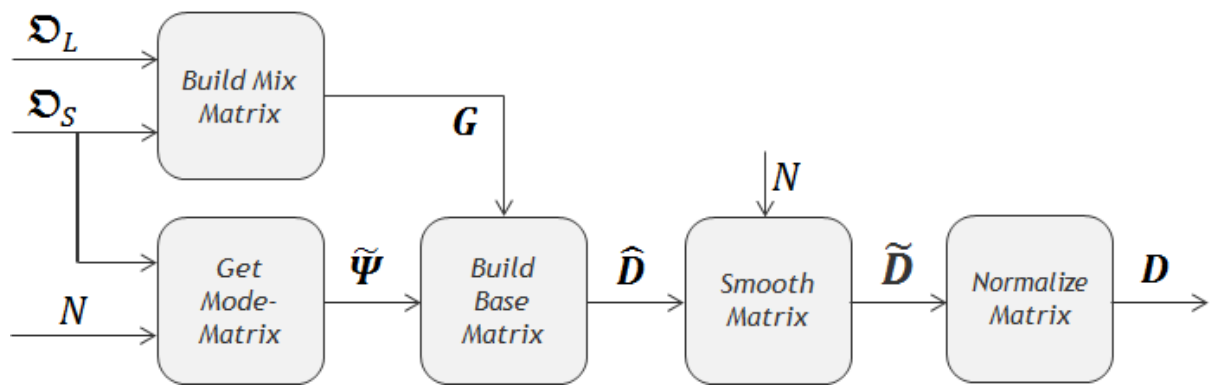 𝕯_L
Build Mix
Matrix
𝕯_S
G
N
Get
Mode-
Matrix
N
Ψ̃
Build
Base
Matrix
D̂
Smooth
Matrix
D̃
Normalize
Matrix
D